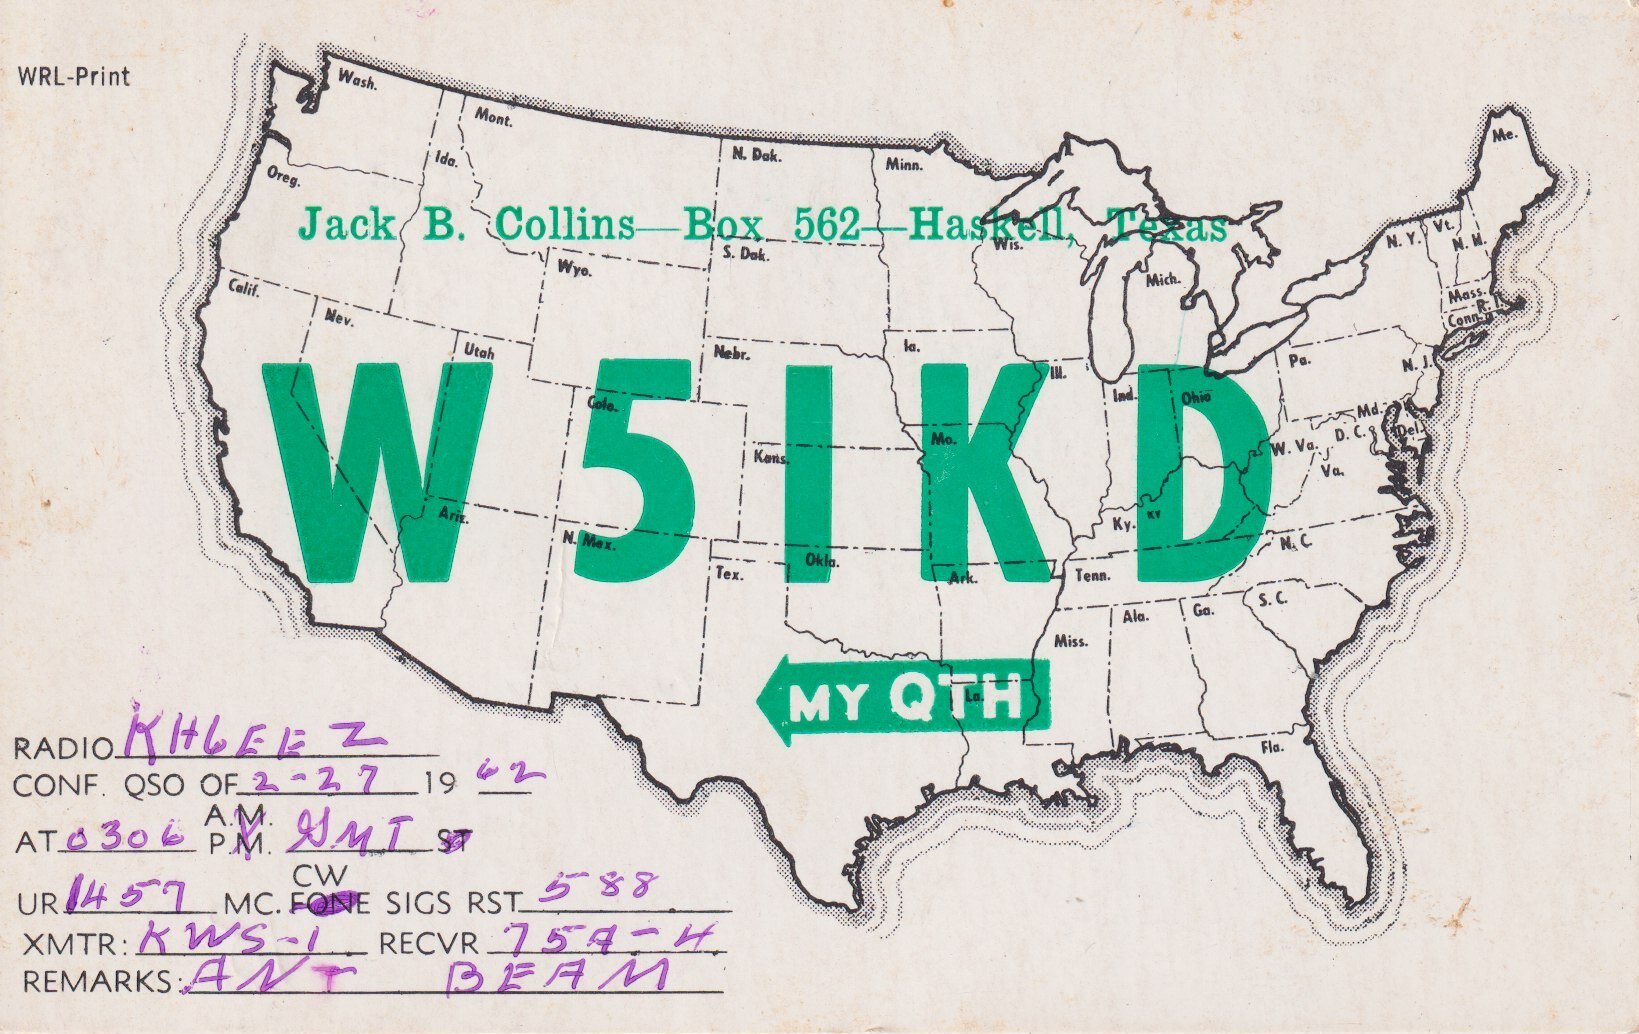 WRL-Print
Wash.
Mont.
Ida.
N. Dak.
Minn.
Me.
Oreg.
Jack B. Collins—Box 562—Haskell, Texas
Wis.
Mich.
N. Y.
Vt.
N. H.
S. Dak.
Wyo.
Calif.
Nev.
Utah
Nebr.
Ia.
Ill.
Ind.
Ohio
Pa.
N. J.
Mass.
R. I.
Conn.
W5IKD
Colo.
Kans.
Mo.
Md.
Del.
D. C.
W. Va.
Va.
Ariz.
N. Mex.
Okla.
Tex.
Ark.
Ky.
KY
Tenn.
N. C.
S. C.
Miss.
Ala.
Ga.
La.
Fla.
MY QTH
RADIO KH6EEZ
CONF. QSO OF 2-27 1962
AT 0306 A.M. P.M. GMT ST
UR 1457 MC. CW FONE SIGS RST 588
XMTR: KWS-1 RECVR 75A-4
REMARKS: ANT BEAM